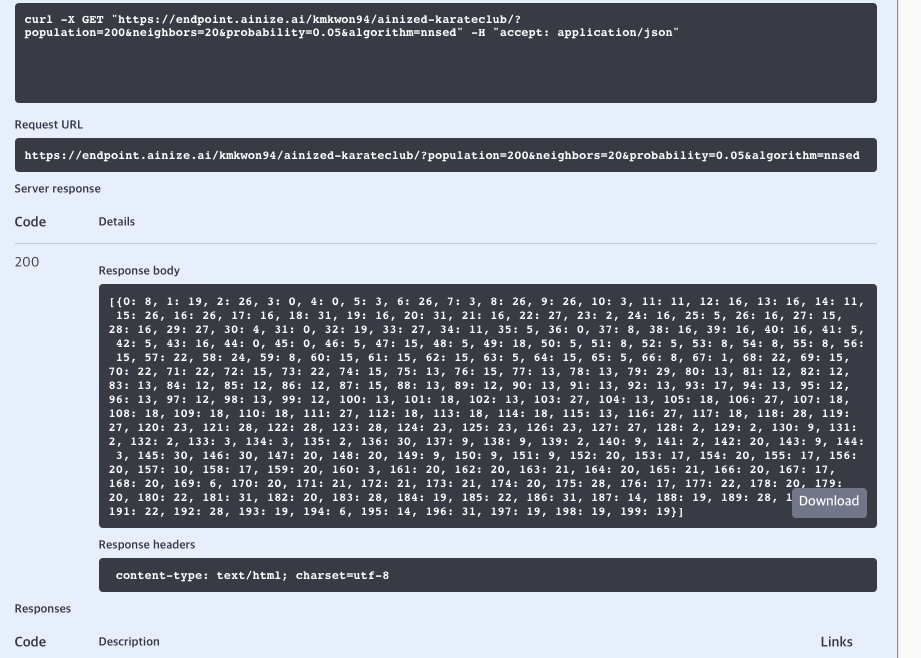 curl -X GET "https://endpoint.ainize.ai/kmkwon94/ainized-karateclub/?
population=200&neighbors=20&probability=0.05&algorithm=nnsed" -H "accept: application/json"
Request URL
https://endpoint.ainize.ai/kmkwon94/ainized-karateclub/?population=200&neighbors=20&probability=0.05&algorithm=nnsed
Server response
Code Details
200
Response body
[{0: 8, 1: 19, 2: 26, 3: 0, 4: 0, 5: 3, 6: 26, 7: 3, 8: 26, 9: 26, 10: 3, 11: 11, 12: 16, 13: 16, 14: 11,
15: 26, 16: 26, 17: 16, 18: 31, 19: 16, 20: 31, 21: 16, 22: 27, 23: 2, 24: 16, 25: 5, 26: 16, 27: 15,
28: 16, 29: 27, 30: 4, 31: 0, 32: 19, 33: 27, 34: 11, 35: 5, 36: 0, 37: 8, 38: 16, 39: 16, 40: 16, 41: 5,
42: 5, 43: 16, 44: 0, 45: 0, 46: 5, 47: 15, 48: 5, 49: 18, 50: 5, 51: 8, 52: 5, 53: 8, 54: 8, 55: 8, 56:
15, 57: 22, 58: 24, 59: 8, 60: 15, 61: 15, 62: 15, 63: 5, 64: 15, 65: 5, 66: 8, 67: 1, 68: 22, 69: 15,
70: 22, 71: 22, 72: 15, 73: 22, 74: 15, 75: 13, 76: 15, 77: 13, 78: 13, 79: 29, 80: 13, 81: 12, 82: 12,
83: 13, 84: 12, 85: 12, 86: 12, 87: 15, 88: 13, 89: 12, 90: 13, 91: 13, 92: 13, 93: 17, 94: 13, 95: 12,
96: 13, 97: 12, 98: 13, 99: 12, 100: 13, 101: 18, 102: 13, 103: 27, 104: 13, 105: 18, 106: 27, 107: 18,
108: 18, 109: 18, 110: 18, 111: 27, 112: 18, 113: 18, 114: 18, 115: 13, 116: 27, 117: 18, 118: 28, 119:
27, 120: 23, 121: 28, 122: 28, 123: 28, 124: 23, 125: 23, 126: 23, 127: 27, 128: 2, 129: 2, 130: 9, 131:
2, 132: 2, 133: 3, 134: 3, 135: 2, 136: 30, 137: 9, 138: 9, 139: 2, 140: 9, 141: 2, 142: 20, 143: 9, 144:
3, 145: 30, 146: 30, 147: 20, 148: 20, 149: 9, 150: 9, 151: 9, 152: 20, 153: 17, 154: 20, 155: 17, 156:
20, 157: 10, 158: 17, 159: 20, 160: 3, 161: 20, 162: 20, 163: 21, 164: 20, 165: 21, 166: 20, 167: 17,
168: 20, 169: 6, 170: 20, 171: 21, 172: 21, 173: 21, 174: 20, 175: 28, 176: 17, 177: 22, 178: 20, 179:
20, 180: 22, 181: 31, 182: 20, 183: 28, 184: 19, 185: 22, 186: 31, 187: 14, 188: 19, 189: 28,
Download
191: 22, 192: 28, 193: 19, 194: 6, 195: 14, 196: 31, 197: 19, 198: 19, 199: 19}]
Response headers
content-type: text/html; charset=utf-8
Responses
Code Description Links